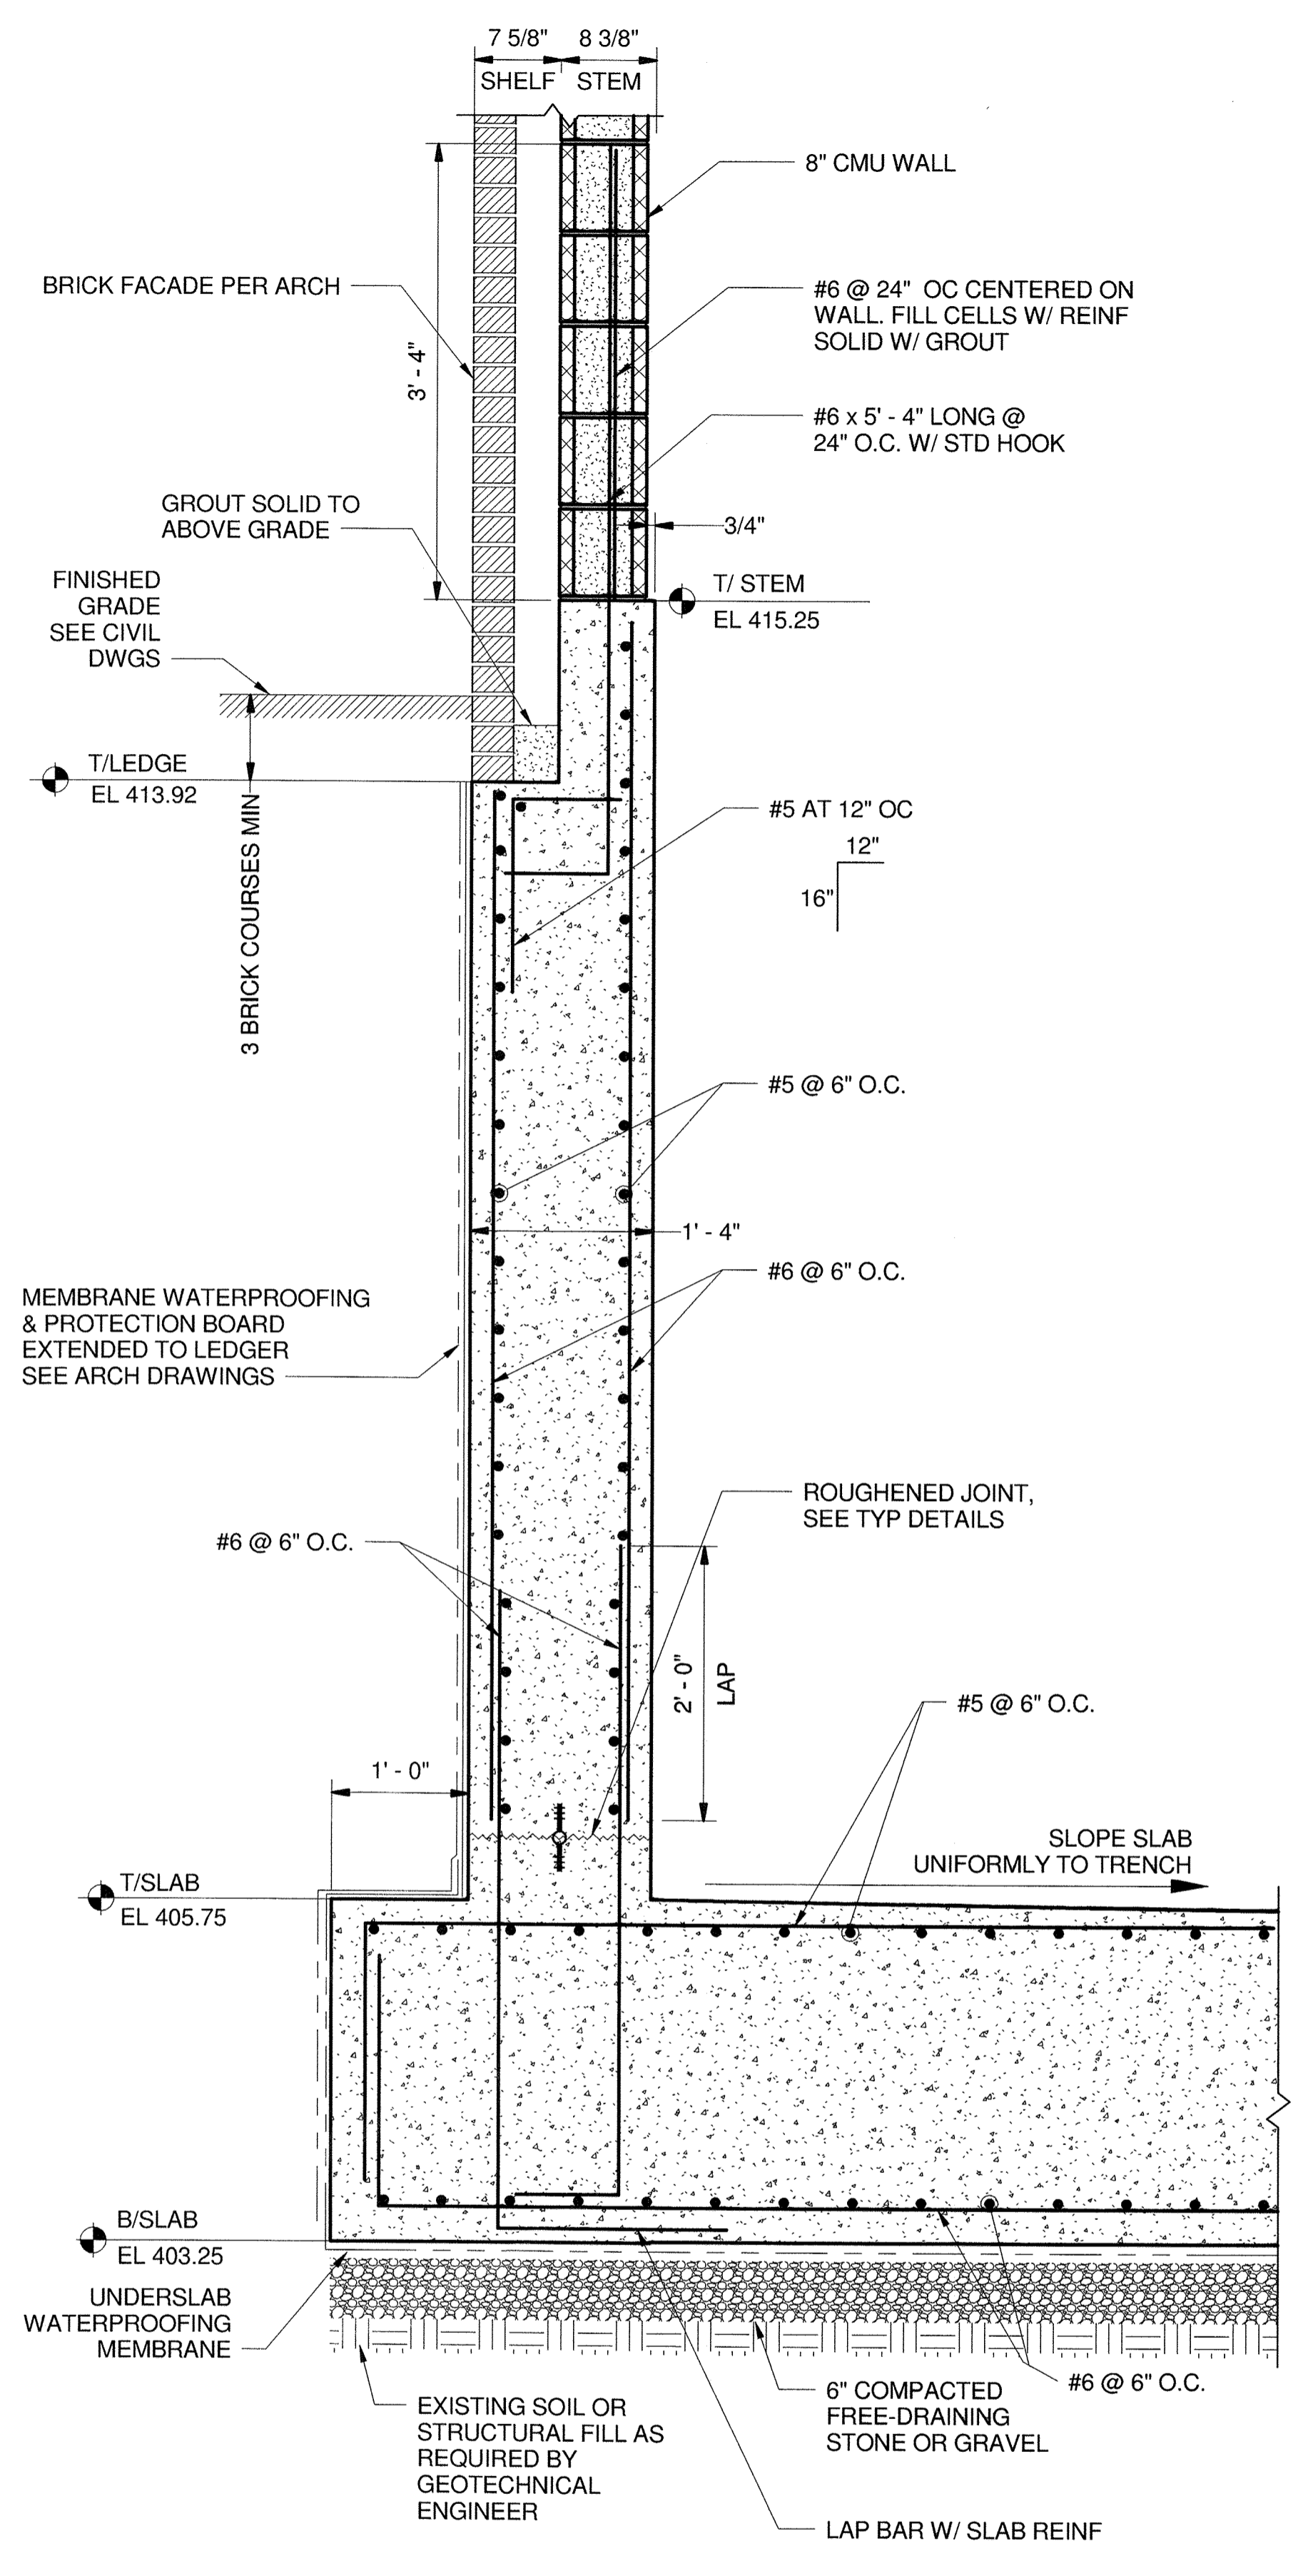 7 5/8" 8 3/8"
SHELF STEM
8" CMU WALL
BRICK FACADE PER ARCH
#6 @ 24" OC CENTERED ON
WALL. FILL CELLS W/ REINF
SOLID W/ GROUT
3' - 4"
#6 x 5' - 4" LONG @
24" O.C. W/ STD HOOK
GROUT SOLID TO
ABOVE GRADE
3/4"
FINISHED
GRADE
SEE CIVIL
DWGS
T/ STEM
EL 415.25
T/LEDGE
EL 413.92
3 BRICK COURSES MIN
#5 AT 12" OC
12"
16"
#5 @ 6" O.C.
1' - 4"
#6 @ 6" O.C.
MEMBRANE WATERPROOFING
& PROTECTION BOARD
EXTENDED TO LEDGER
SEE ARCH DRAWINGS
ROUGHENED JOINT,
SEE TYP DETAILS
#6 @ 6" O.C.
2' - 0"
LAP
#5 @ 6" O.C.
1' - 0"
SLOPE SLAB
UNIFORMLY TO TRENCH
T/SLAB
EL 405.75
B/SLAB
EL 403.25
UNDERSLAB
WATERPROOFING
MEMBRANE
#6 @ 6" O.C.
6" COMPACTED
FREE-DRAINING
STONE OR GRAVEL
EXISTING SOIL OR
STRUCTURAL FILL AS
REQUIRED BY
GEOTECHNICAL
ENGINEER
LAP BAR W/ SLAB REINF